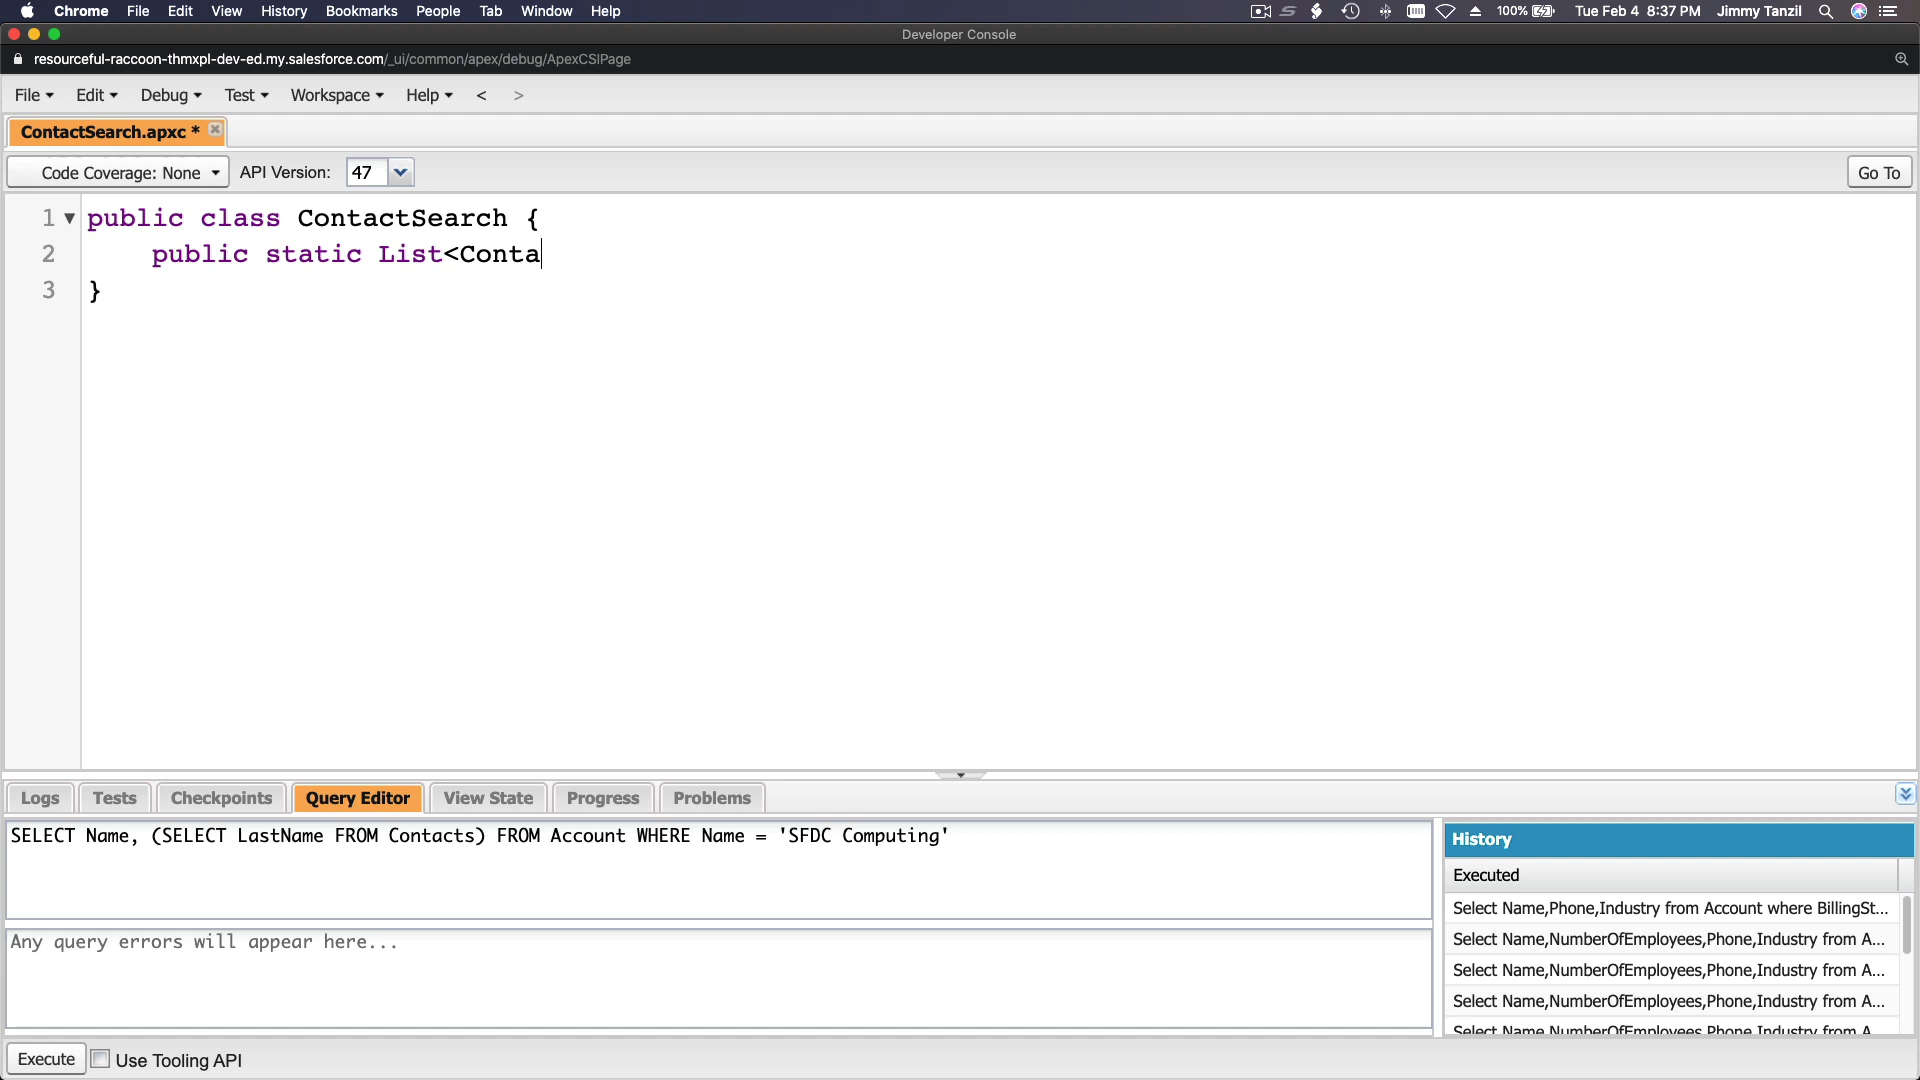 Chrome File Edit View History Bookmarks People Tab Window Help 100% Tue Feb 4 8:37 PM Jimmy Tanzil
Developer Console
resourceful-raccoon-thmxpl-dev-ed.my.salesforce.com/_ui/common/apex/debug/ApexCSIPage
File Edit Debug Test Workspace Help < >
ContactSearch.apxc *
Code Coverage: None API Version: 47 Go To
1 public class ContactSearch {
2 public static List<Conta
3 }
Logs Tests Checkpoints Query Editor View State Progress Problems
SELECT Name, (SELECT LastName FROM Contacts) FROM Account WHERE Name = 'SFDC Computing'
Any query errors will appear here...
History
Executed
Select Name,Phone,Industry from Account where BillingSt...
Select Name,NumberOfEmployees,Phone,Industry from A...
Select Name,NumberOfEmployees,Phone,Industry from A...
Select Name,NumberOfEmployees,Phone,Industry from A...
Select Name,NumberOfEmployees,Phone,Industry from A...
Execute Use Tooling API